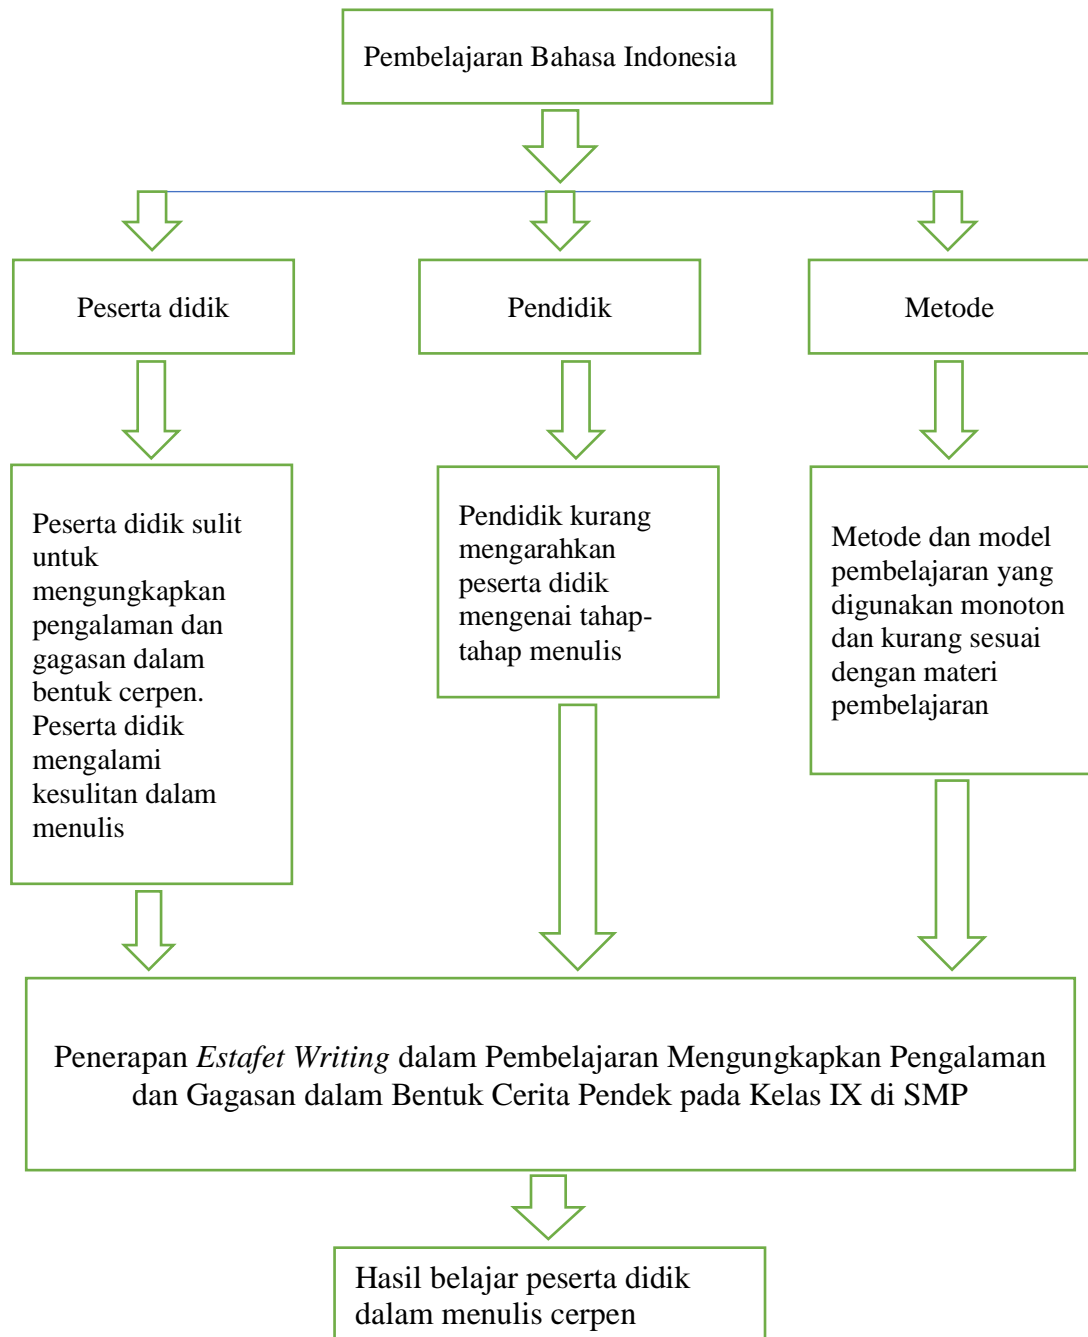 Pembelajaran Bahasa Indonesia
Peserta didik
Pendidik
Metode
Peserta didik sulit
untuk
mengungkapkan
pengalaman dan
gagasan dalam
bentuk cerpen.
Peserta didik
mengalami
kesulitan dalam
menulis
Pendidik kurang
mengarahkan
peserta didik
mengenai tahap-
tahap menulis
Metode dan model
pembelajaran yang
digunakan monoton
dan kurang sesuai
dengan materi
pembelajaran
Penerapan Estafet Writing dalam Pembelajaran Mengungkapkan Pengalaman
dan Gagasan dalam Bentuk Cerita Pendek pada Kelas IX di SMP
Hasil belajar peserta didik
dalam menulis cerpen